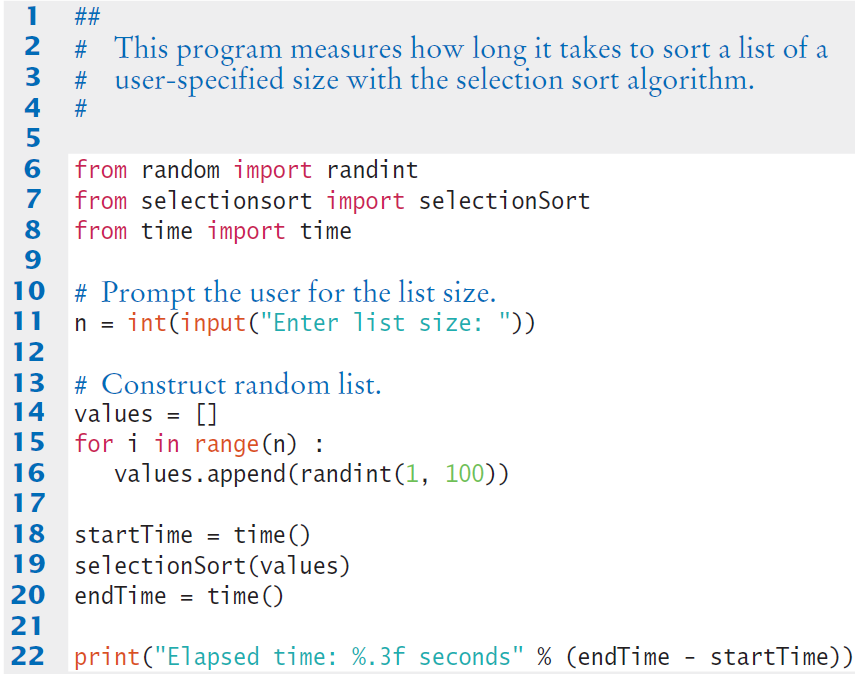 1 ##
2 # This program measures how long it takes to sort a list of a
3 # user-specified size with the selection sort algorithm.
4 #
5
6 from random import randint
7 from selectionsort import selectionSort
8 from time import time
9
10 # Prompt the user for the list size.
11 n = int(input("Enter list size: "))
12
13 # Construct random list.
14 values = []
15 for i in range(n) :
16    values.append(randint(1, 100))
17
18 startTime = time()
19 selectionSort(values)
20 endTime = time()
21
22 print("Elapsed time: %.3f seconds" % (endTime - startTime))